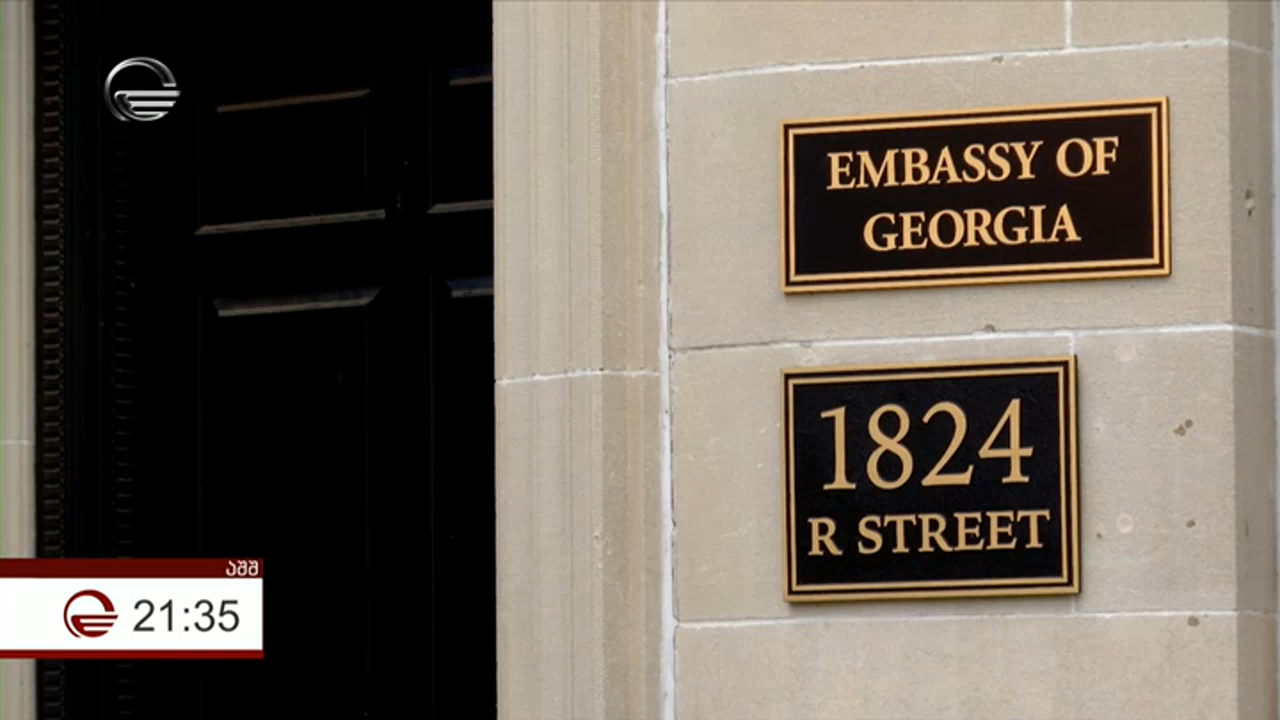 EMBASSY OF
GEORGIA
1824
R STREET
აშშ
21:35